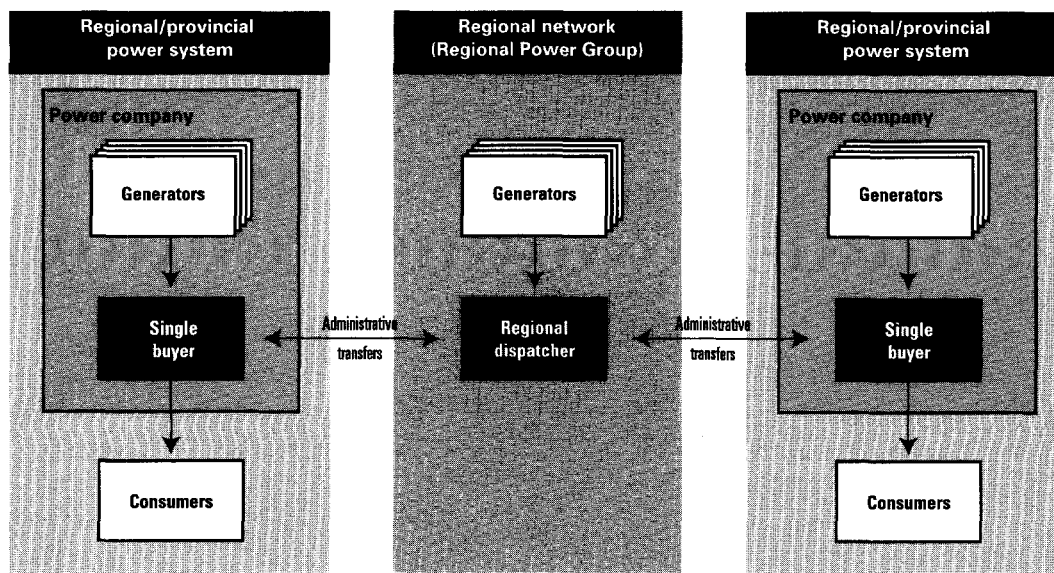 Regional/provincial
power system
Power company
Generators
Single
buyer
Consumers
Administrative
transfers
Regional network
(Regional Power Group)
Generators
Regional
dispatcher
Administrative
transfers
Regional/provincial
power system
Power company
Generators
Single
buyer
Consumers